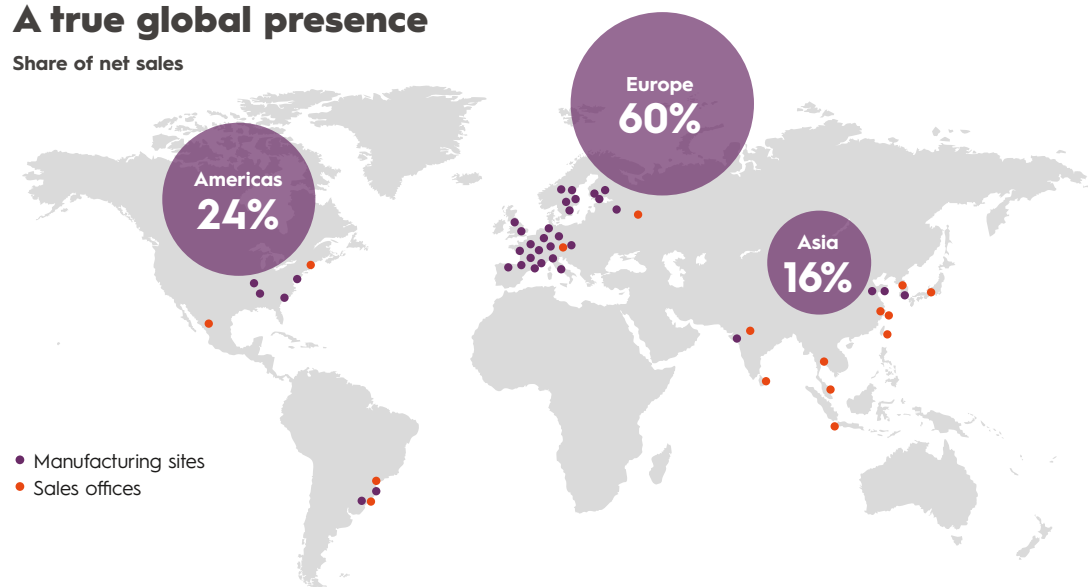 A true global presence
Share of net sales
Europe
60%
Americas
24%
Asia
16%
Manufacturing sites
Sales offices